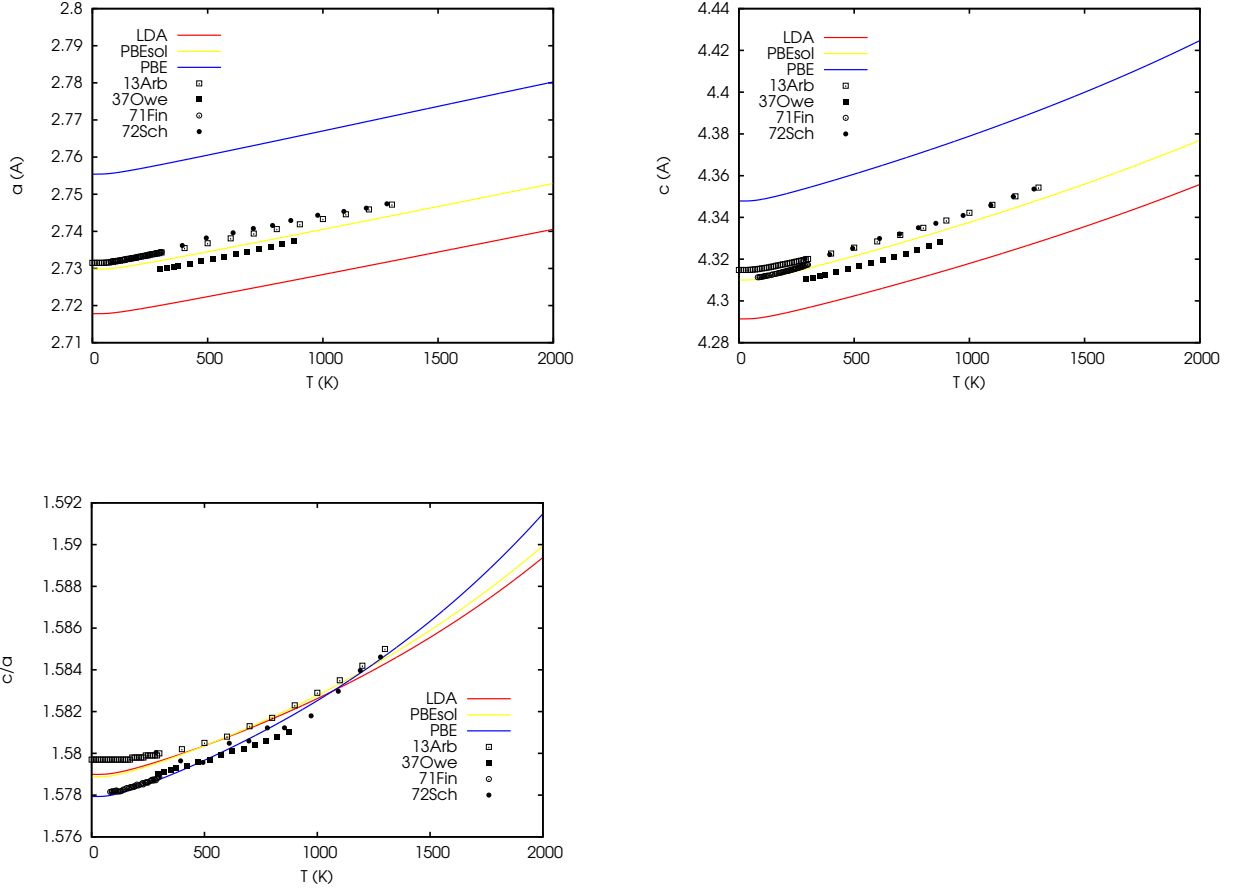 2.8
2.79
2.78
2.77
2.76
2.75
2.74
2.73
2.72
2.71
a (A)
0 500 1000 1500 2000
T (K)
LDA
PBEsol
PBE
13Arb
37Owe
71Fin
72Sch
4.44
4.42
4.4
4.38
4.36
4.34
4.32
4.3
4.28
c (A)
0 500 1000 1500 2000
T (K)
LDA
PBEsol
PBE
13Arb
37Owe
71Fin
72Sch
1.592
1.59
1.588
1.586
1.584
1.582
1.58
1.578
1.576
c/a
0 500 1000 1500 2000
T (K)
LDA
PBEsol
PBE
13Arb
37Owe
71Fin
72Sch